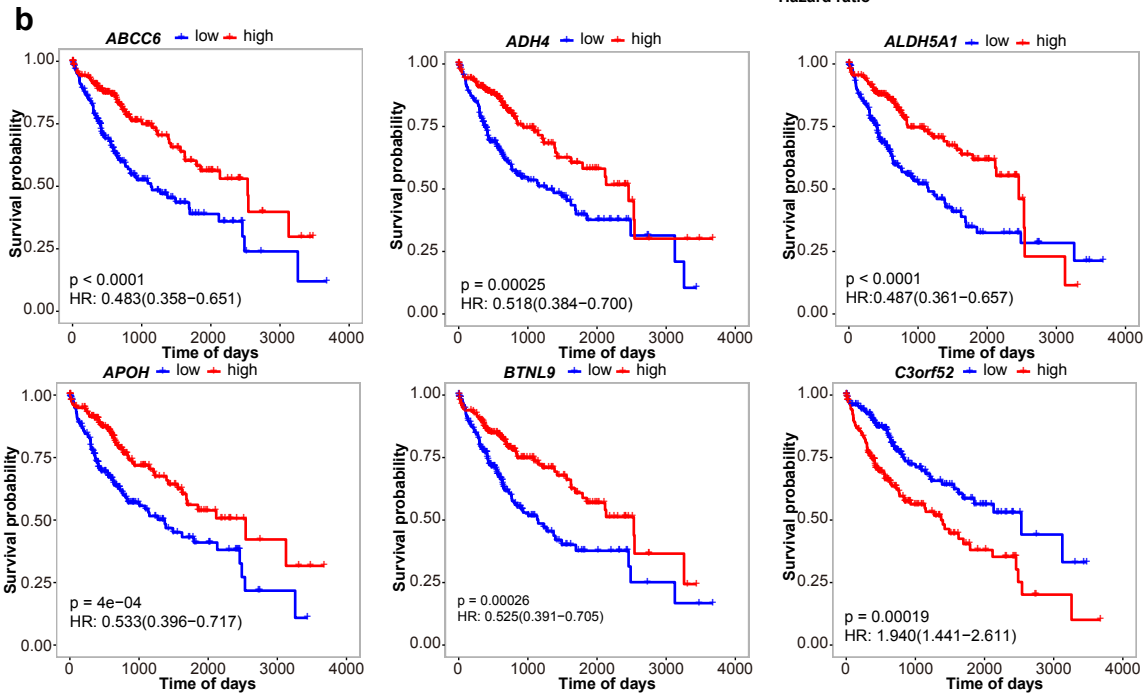 Hazard ratio
b
ABCC6 low high
ADH4 low high
ALDH5A1 low high
Survival probability
1.00
0.75
0.50
0.25
0.00
p < 0.0001
HR: 0.483(0.358−0.651)
0 1000 2000 3000 4000
Time of days
Survival probability
1.00
0.75
0.50
0.25
0.00
p = 0.00025
HR: 0.518(0.384−0.700)
0 1000 2000 3000 4000
Time of days
Survival probability
1.00
0.75
0.50
0.25
0.00
p < 0.0001
HR:0.487(0.361−0.657)
0 1000 2000 3000 4000
Time of days
APOH low high
BTNL9 low high
C3orf52 low high
Survival probability
1.00
0.75
0.50
0.25
0.00
p = 4e−04
HR: 0.533(0.396−0.717)
0 1000 2000 3000 4000
Time of days
Survival probability
1.00
0.75
0.50
0.25
0.00
p = 0.00026
HR: 0.525(0.391−0.705)
0 1000 2000 3000 4000
Time of days
Survival probability
1.00
0.75
0.50
0.25
0.00
p = 0.00019
HR: 1.940(1.441−2.611)
0 1000 2000 3000 4000
Time of days